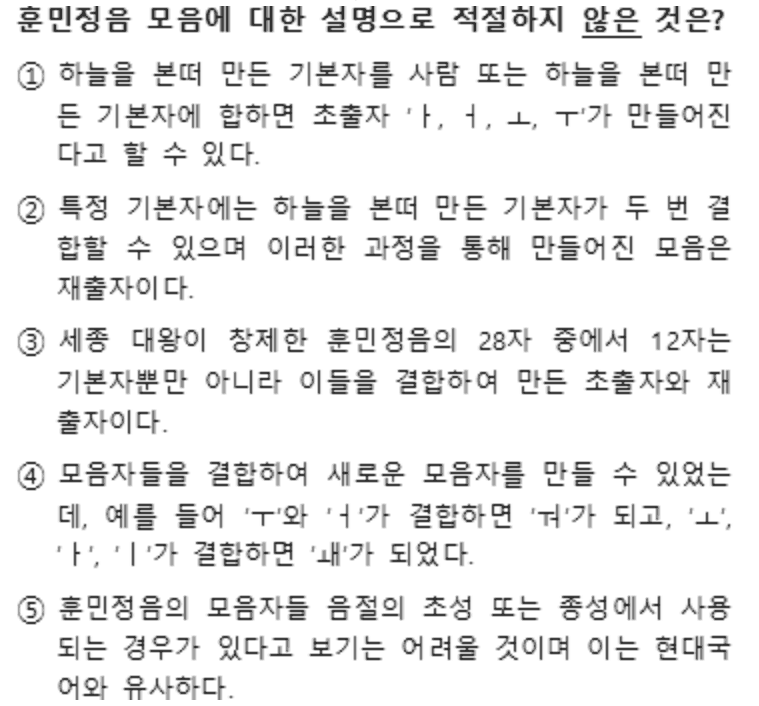 훈민정음 모음에 대한 설명으로 적절하지 않은 것은?
① 하늘을 본떠 만든 기본자를 사람 또는 하늘을 본떠 만
든 기본자에 합하면 초출자 'ㅏ, ㅓ, ㅗ, ㅜ'가 만들어진
다고 할 수 있다.
② 특정 기본자에는 하늘을 본떠 만든 기본자가 두 번 결
합할 수 있으며 이러한 과정을 통해 만들어진 모음은
재출자이다.
③ 세종 대왕이 창제한 훈민정음의 28자 중에서 12자는
기본자뿐만 아니라 이들을 결합하여 만든 초출자와 재
출자이다.
④ 모음자들을 결합하여 새로운 모음자를 만들 수 있었는
데, 예를 들어 'ㅜ'와 'ㅓ'가 결합하면 'ㅝ'가 되고, 'ㅗ',
'ㅏ', 'ㅣ'가 결합하면 'ㅙ'가 되었다.
⑤ 훈민정음의 모음자들 음절의 초성 또는 종성에서 사용
되는 경우가 있다고 보기는 어려울 것이며 이는 현대국
어와 유사하다.